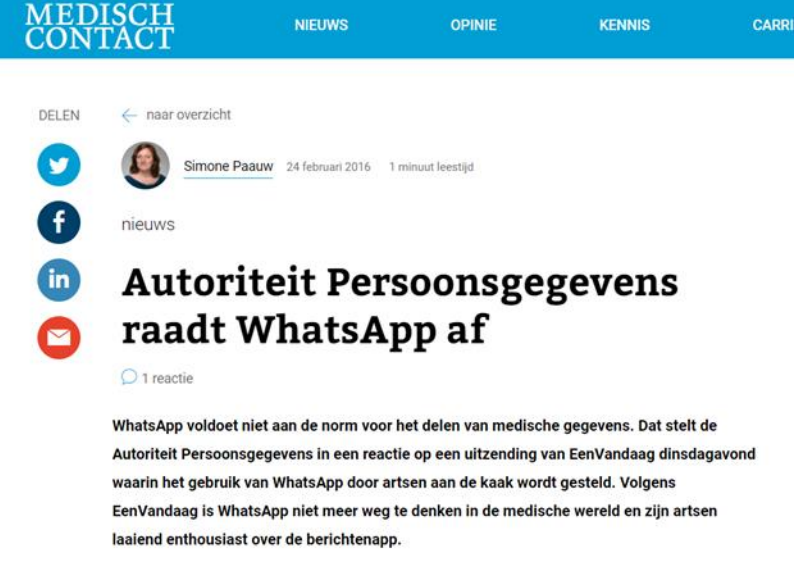 MEDISCH
CONTACT
NIEUWS OPINIE KENNIS CARRI
DELEN
naar overzicht
Simone Paauw 24 februari 2016 1 minuut leestijd
nieuws
Autoriteit Persoonsgegevens
raadt WhatsApp af
1 reactie
WhatsApp voldoet niet aan de norm voor het delen van medische gegevens. Dat stelt de
Autoriteit Persoonsgegevens in een reactie op een uitzending van EenVandaag dinsdagavond
waarin het gebruik van WhatsApp door artsen aan de kaak wordt gesteld. Volgens
EenVandaag is WhatsApp niet meer weg te denken in de medische wereld en zijn artsen
laaiend enthousiast over de berichtenapp.